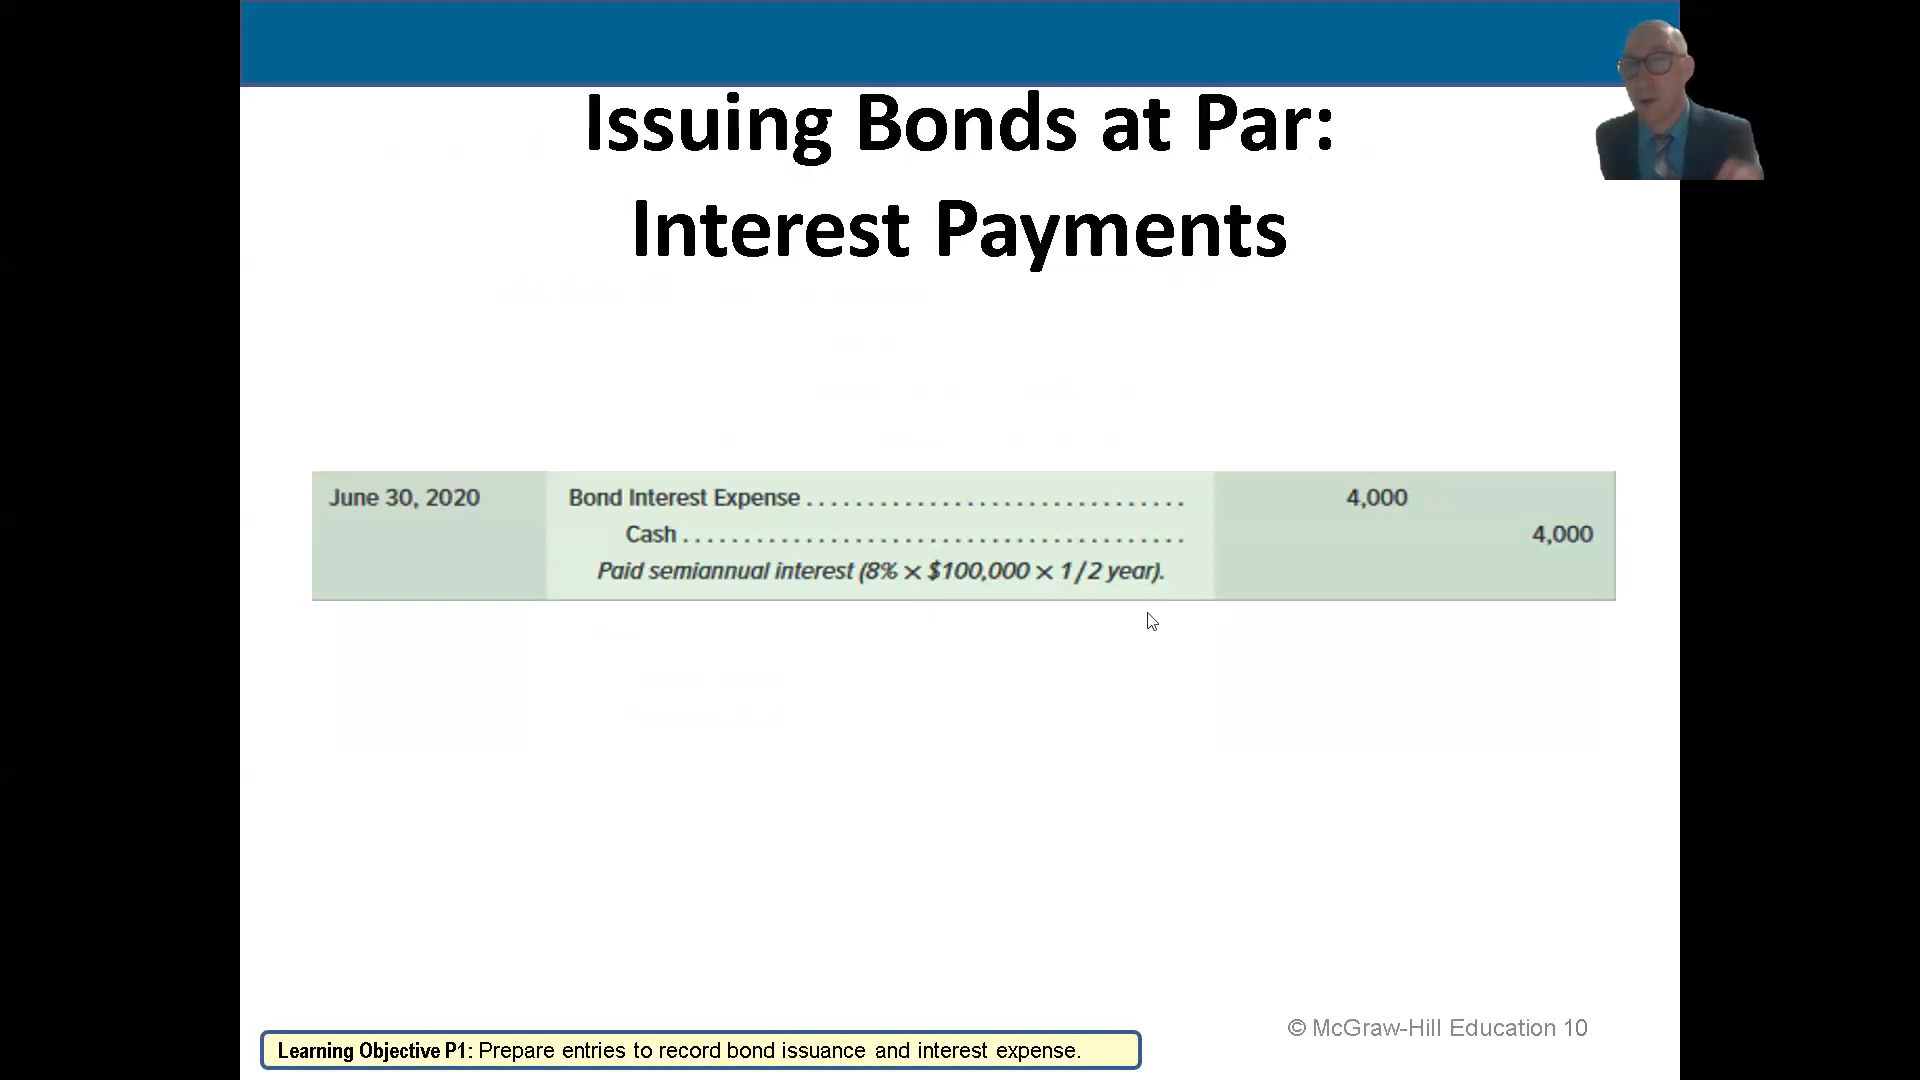 Issuing Bonds at Par:
Interest Payments
June 30, 2020 Bond Interest Expense . . . . . . . . . . . . . . . . . . . . . . . . . . . . . . . 4,000
Cash . . . . . . . . . . . . . . . . . . . . . . . . . . . . . . . . . . . . . . . . . 4,000
Paid semiannual interest (8% × $100,000 × 1/2 year).
© McGraw-Hill Education 10
Learning Objective P1: Prepare entries to record bond issuance and interest expense.